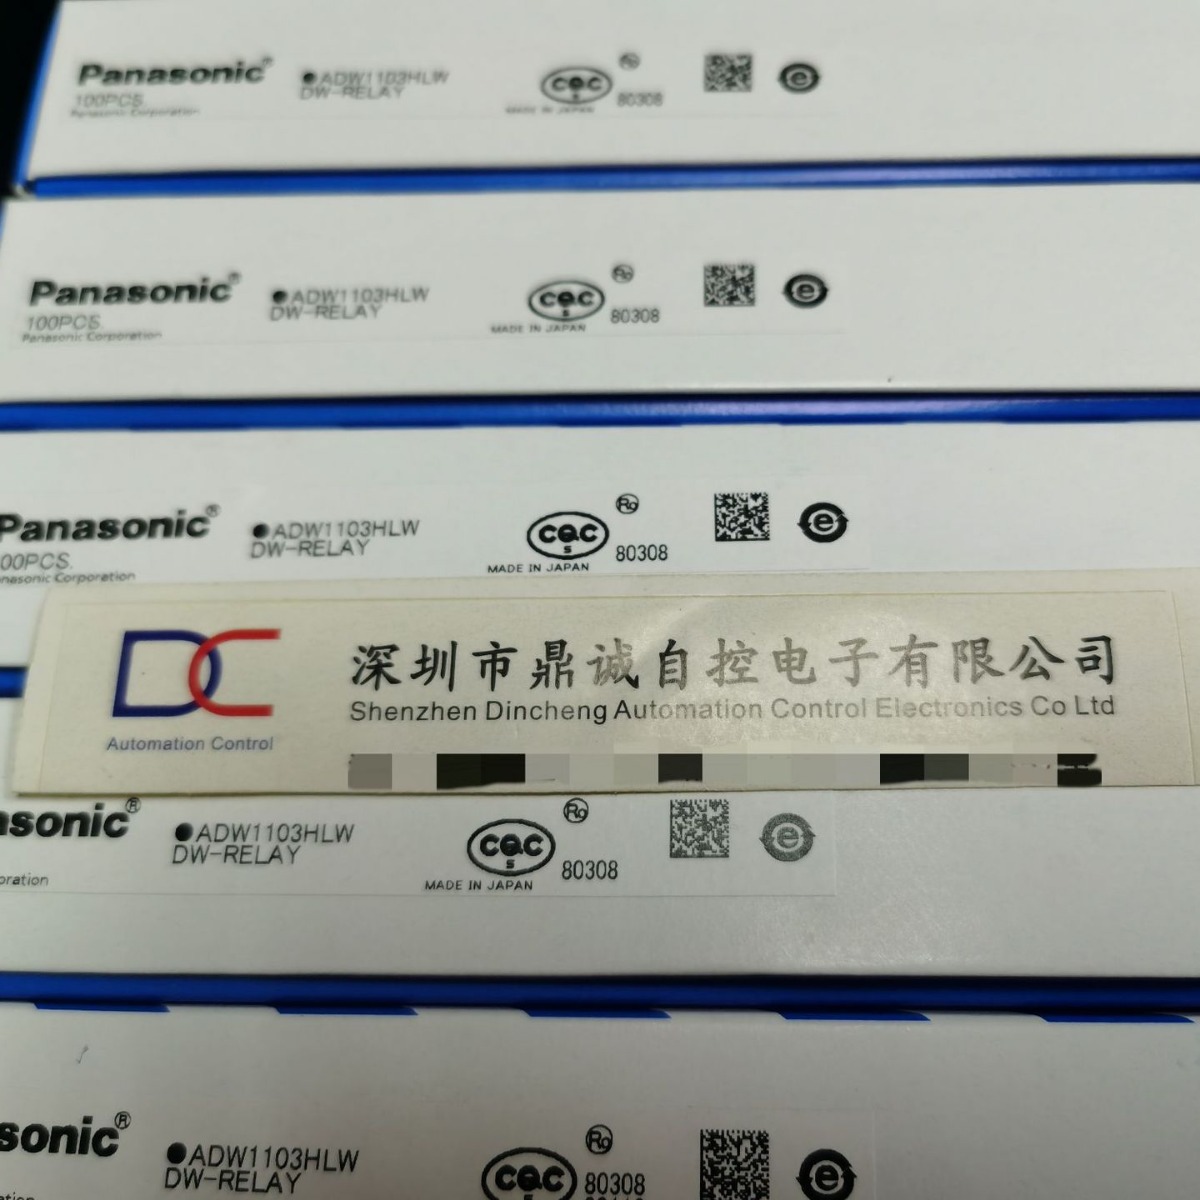 Panasonic®
●ADW1103HLW
DW-RELAY
100PCS.
Panasonic Corporation
CQC
S
MADE IN JAPAN
80308
e
Panasonic®
●ADW1103HLW
DW-RELAY
100PCS.
Panasonic Corporation
CQC
S
MADE IN JAPAN
80308
e
Panasonic®
●ADW1103HLW
DW-RELAY
00PCS.
nasonic Corporation
CQC
S
MADE IN JAPAN
80308
e
DC
Automation Control
深圳市鼎诚自控电子有限公司
Shenzhen Dincheng Automation Control Electronics Co Ltd
asonic®
●ADW1103HLW
DW-RELAY
oration
CQC
S
MADE IN JAPAN
80308
e
sonic®
●ADW1103HLW
DW-RELAY
CQC
80308
e